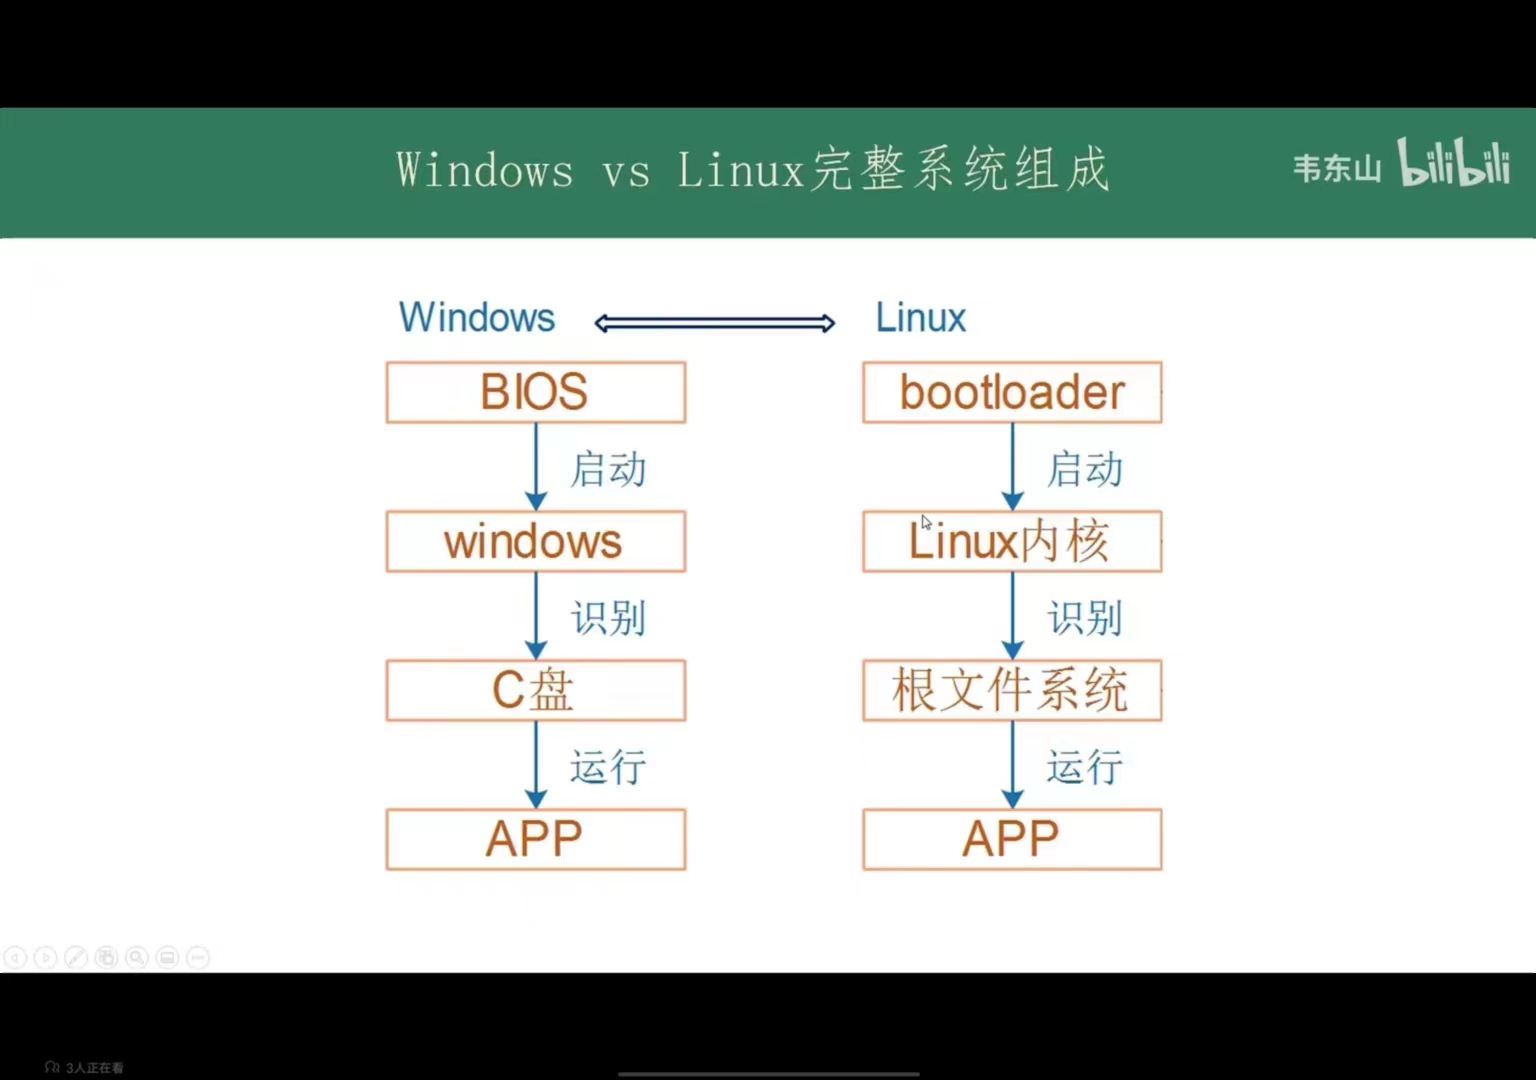 Windows vs Linux完整系统组成
韦东山 bilibili
Windows
Linux
BIOS
bootloader
启动
启动
windows
Linux内核
识别
识别
C盘
根文件系统
运行
运行
APP
APP
3人正在看